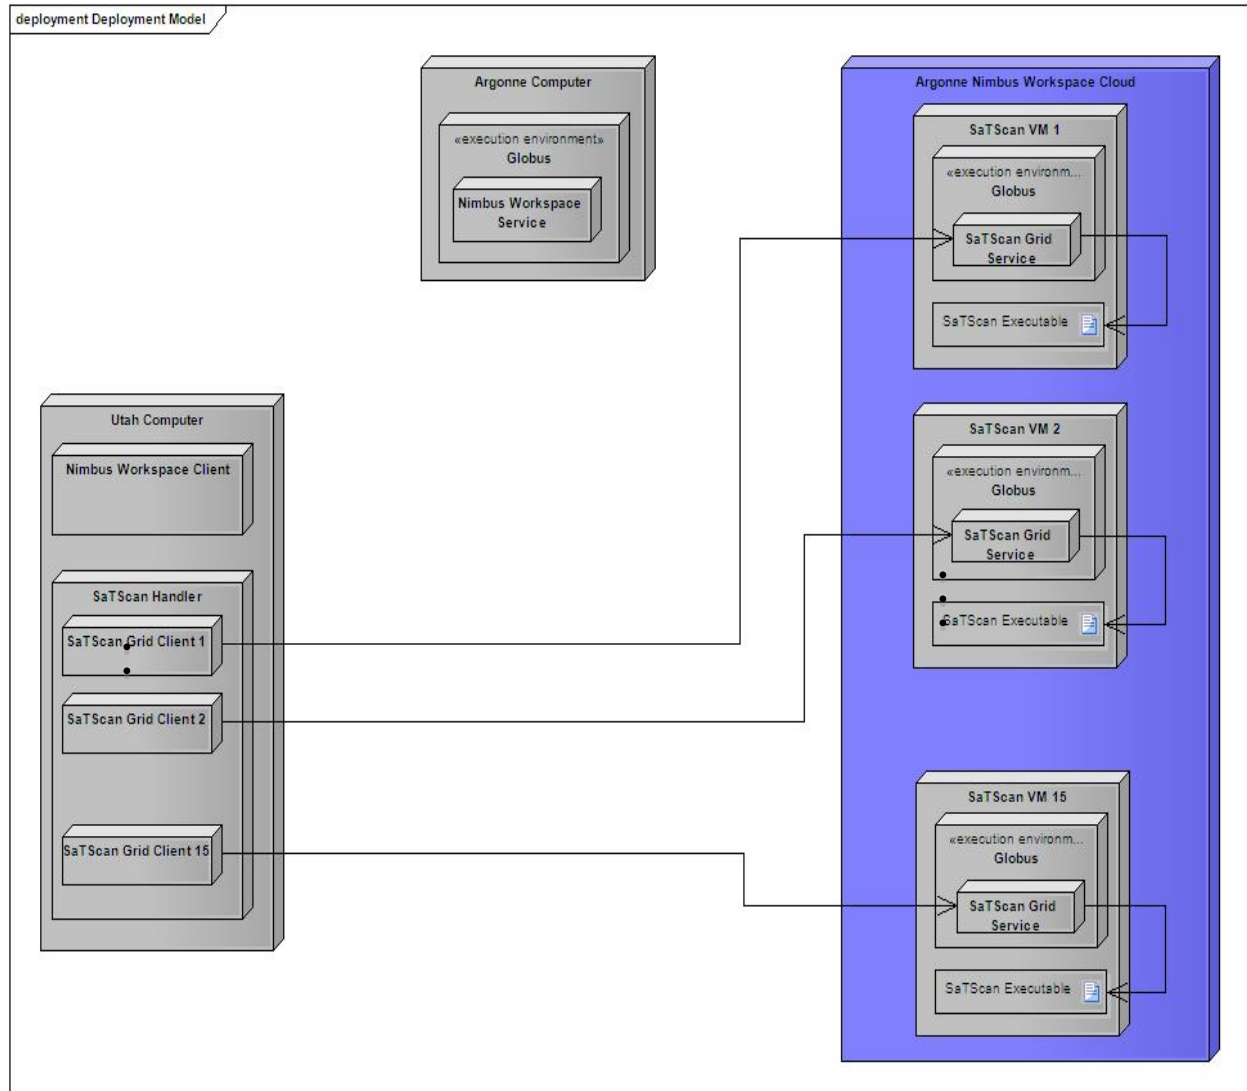 deployment Deployment Model
Argonne Computer
«execution environment»
Globus
Nimbus Workspace
Service
Argonne Nimbus Workspace Cloud
SaTScan VM 1
«execution environm...
Globus
SaTScan Grid
Service
SaTScan Executable
Utah Computer
Nimbus Workspace Client
SaTScan Handler
SaTScan Grid Client 1
SaTScan Grid Client 2
SaTScan Grid Client 15
SaTScan VM 2
«execution environm...
Globus
SaTScan Grid
Service
SaTScan Executable
SaTScan VM 15
«execution environm...
Globus
SaTScan Grid
Service
SaTScan Executable